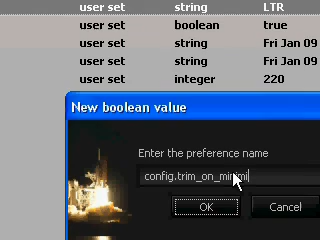 user set string LTR
user set boolean true
user set string Fri Jan 09
user set string Fri Jan 09
user set integer 220
New boolean value
Enter the preference name
config.trim_on_minimi
OK Cancel